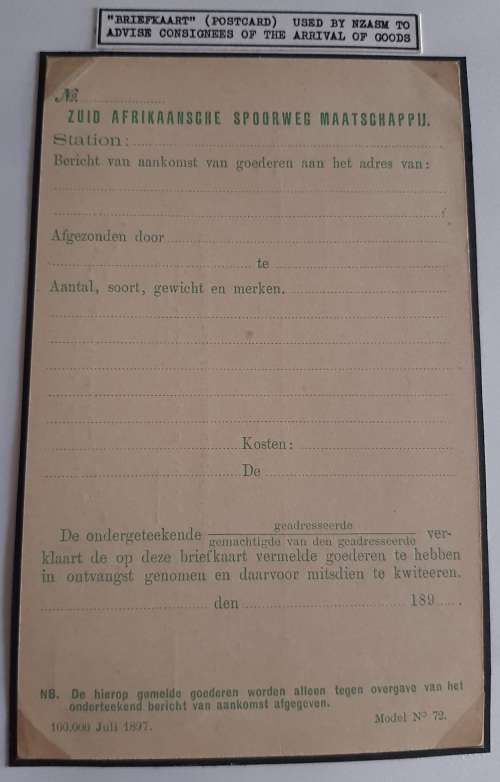 "BRIEFKAART" (POSTCARD) USED BY NZASM TO
ADVISE CONSIGNEES OF THE ARRIVAL OF GOODS
No.
ZUID AFRIKAANSCHE SPOORWEG MAATSCHAPPIJ.
Station:
Bericht van aankomst van goederen aan het adres van:
Afgezonden door
te
Aantal, soort, gewicht en merken.
Kosten:
De
geadresseerde
De ondergeteekende gemachtigde van den geadresseerde ver-
klaart de op deze briefkaart vermelde goederen te hebben
in ontvangst genomen en daarvoor mitsdien te kwiteeren.
den 189
NB. De hierop gemelde goederen worden alleen tegen overgave van het
onderteekend bericht van aankomst afgegeven.
100.000 Juli 1897. Model No 72.